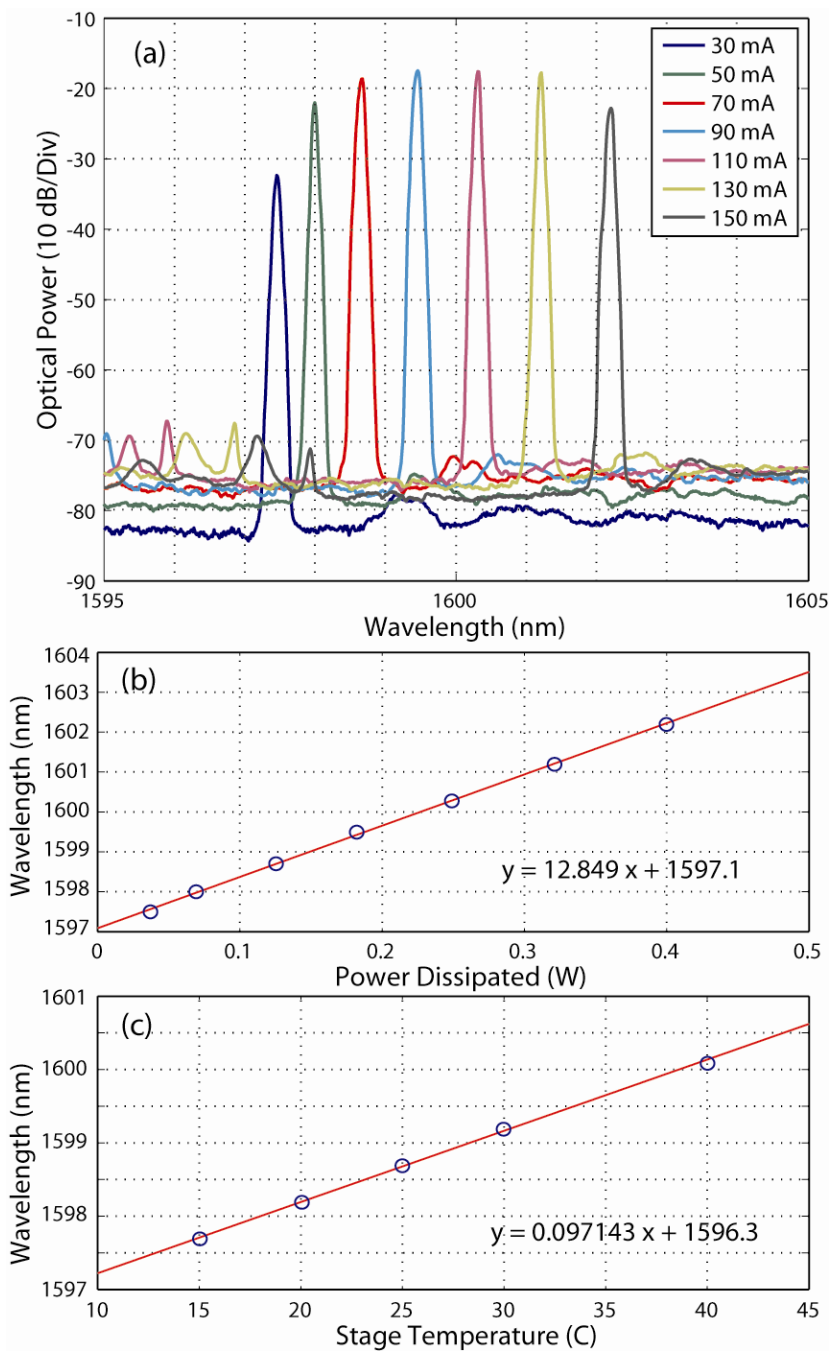 (a)
30 mA
50 mA
70 mA
90 mA
110 mA
130 mA
150 mA
-10
-20
-30
-40
-50
-60
-70
-80
-90
Optical Power (10 dB/Div)
1595
1600
1605
Wavelength (nm)
(b)
1604
1603
1602
1601
1600
1599
1598
1597
Wavelength (nm)
y = 12.849 x + 1597.1
0
0.1
0.2
0.3
0.4
0.5
Power Dissipated (W)
(c)
1601
1600
1599
1598
1597
Wavelength (nm)
y = 0.097143 x + 1596.3
10
15
20
25
30
35
40
45
Stage Temperature (C)